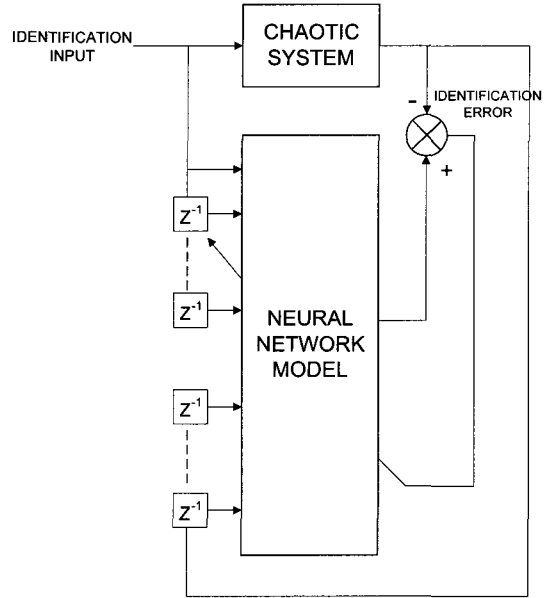 IDENTIFICATION
INPUT
CHAOTIC
SYSTEM
-
IDENTIFICATION
ERROR
+
Z⁻¹
Z⁻¹
NEURAL
NETWORK
MODEL
Z⁻¹
Z⁻¹